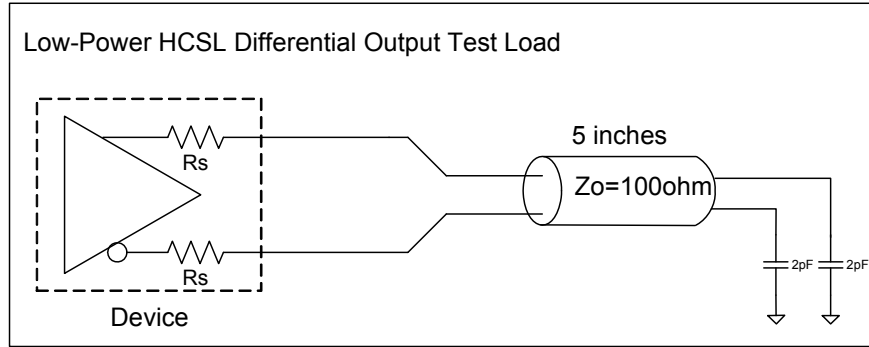 Low-Power HCSL Differential Output Test Load
Rs
5 inches
Zo=100ohm
Rs
2pF 2pF
Device